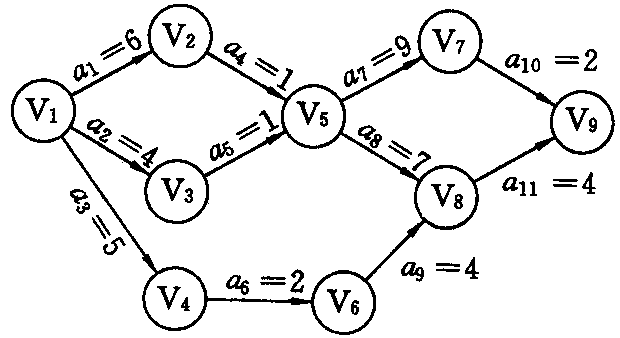 V₂
V₇
a₁=6
a₄=1
a₇=9
a₁₀=2
V₁
V₅
V₉
a₂=4
a₅=1
a₈=7
V₃
V₈
a₁₁=4
a₃=5
a₉=4
a₆=2
V₄
V₆